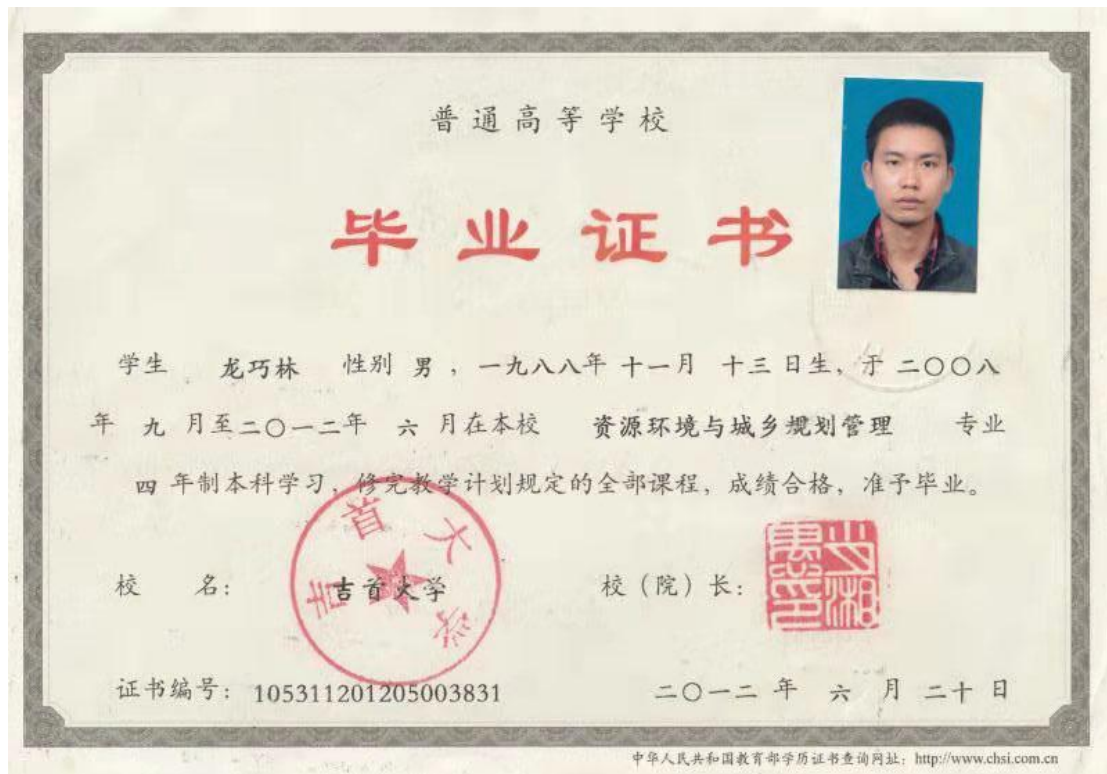 普通高等学校
毕业证书
学生 龙巧林 性别 男，一九八八年 十一月 十三日生，于 二〇〇八
年 九 月至二〇一二年 六 月在本校 资源环境与城乡规划管理 专业
四 年制本科学习，修完教学计划规定的全部课程，成绩合格，准予毕业。
校 名： 吉首大学 校（院）长：
吉首大学
证书编号：105311201205003831 二〇一二 年 六 月 二十 日
中华人民共和国教育部学历证书查询网址：http://www.chsi.com.cn